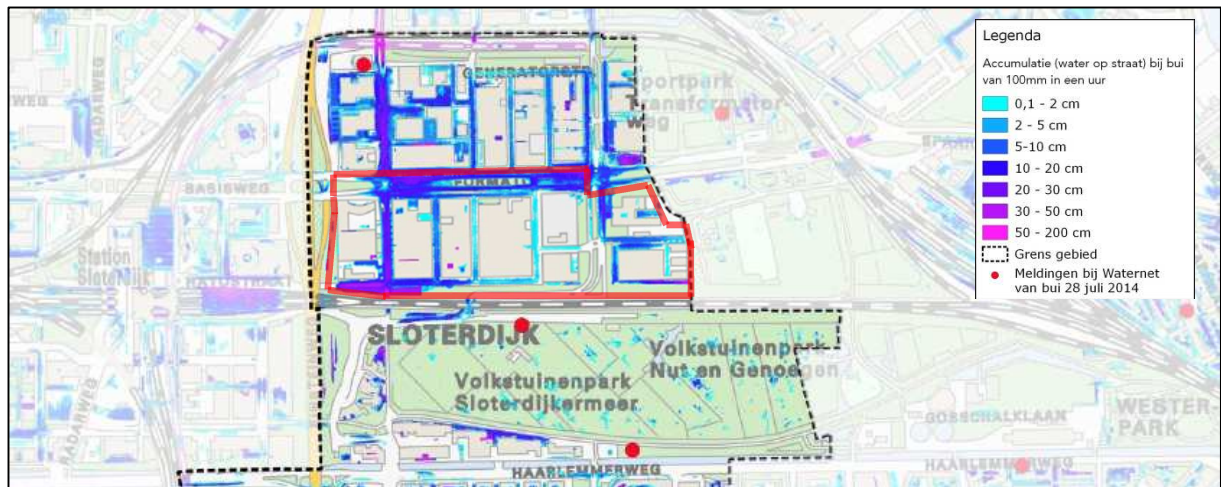 Legenda
Accumulatie (water op straat) bij bui
van 100mm in een uur
0,1 - 2 cm
2 - 5 cm
5-10 cm
10 - 20 cm
20 - 30 cm
30 - 50 cm
50 - 200 cm
Grens gebied
Meldingen bij Waternet
van bui 28 juli 2014
GENERATORSTR.
Sportpark
Transformator-
weg
RADARWEG
BASISWEG
Station
Sloterdijk
SLOTERDIJK
Volkstuinenpark
Nut en Genoegen
Volkstuinenpark
Sloterdijkermeer
RADARWEG
GOSSCHALKLAAN
WESTER-
PARK
HAARLEMMERWEG
HAARLEMMERWEG